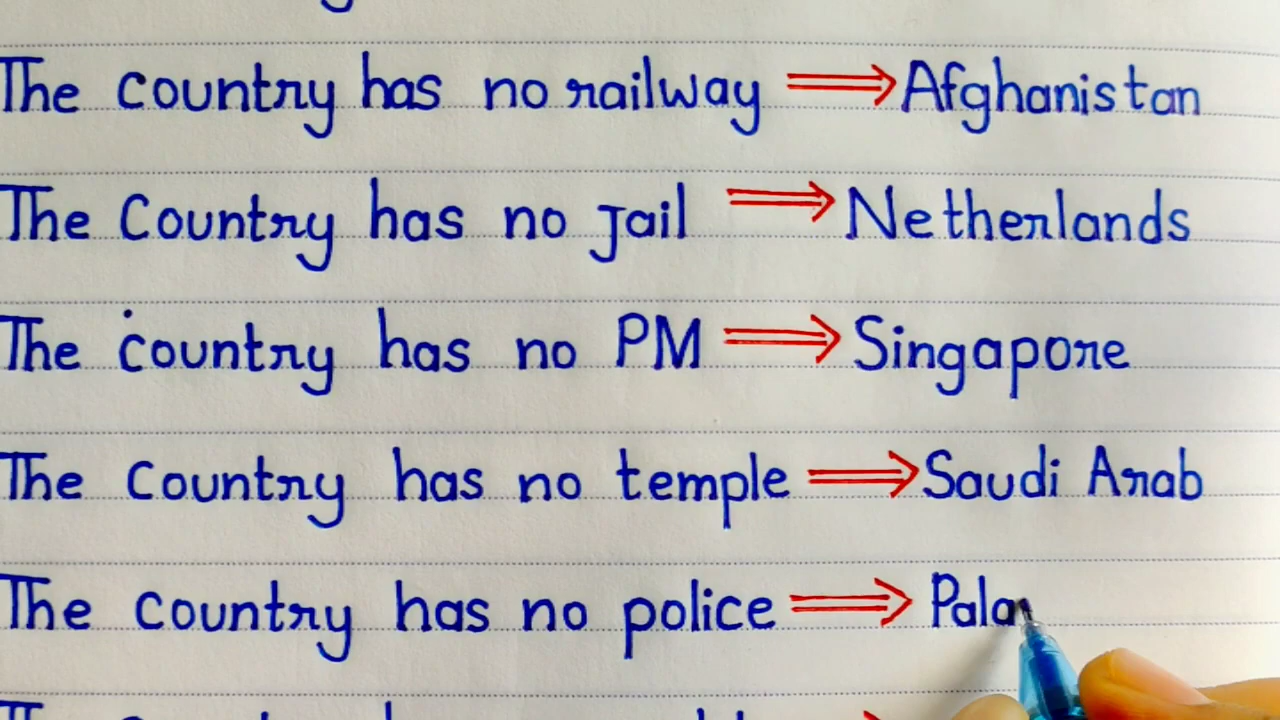 The country has no railway ⟹ Afghanistan
The Country has no Jail ⟹ Netherlands
The country has no PM ⟹ Singapore
The Country has no temple ⟹ Saudi Arab
The Country has no police ⟹ Pala